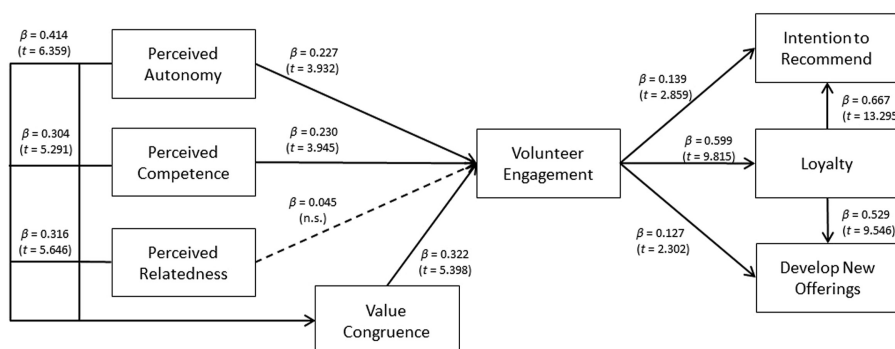 β = 0.414
(t = 6.359)
Perceived
Autonomy
β = 0.227
(t = 3.932)
β = 0.304
(t = 5.291)
Perceived
Competence
β = 0.230
(t = 3.945)
β = 0.316
(t = 5.646)
Perceived
Relatedness
β = 0.045
(n.s.)
β = 0.322
(t = 5.398)
Value
Congruence
Volunteer
Engagement
β = 0.139
(t = 2.859)
β = 0.599
(t = 9.815)
β = 0.127
(t = 2.302)
Intention to
Recommend
β = 0.667
(t = 13.295
Loyalty
β = 0.529
(t = 9.546)
Develop New
Offerings